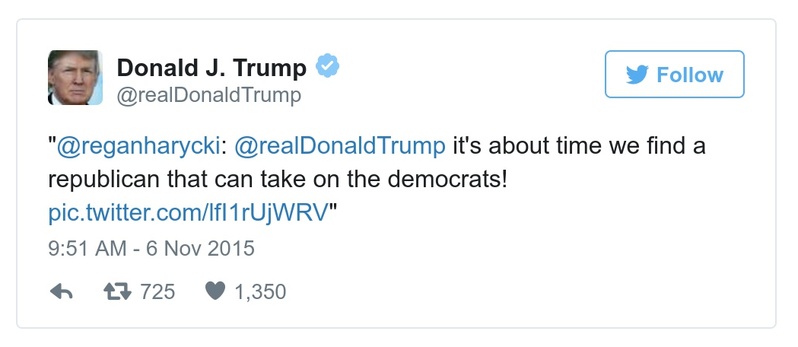 Donald J. Trump
@realDonaldTrump
Follow
"@reganharycki: @realDonaldTrump it's about time we find a
republican that can take on the democrats!
pic.twitter.com/lfI1rUjWRV"
9:51 AM - 6 Nov 2015
725 1,350